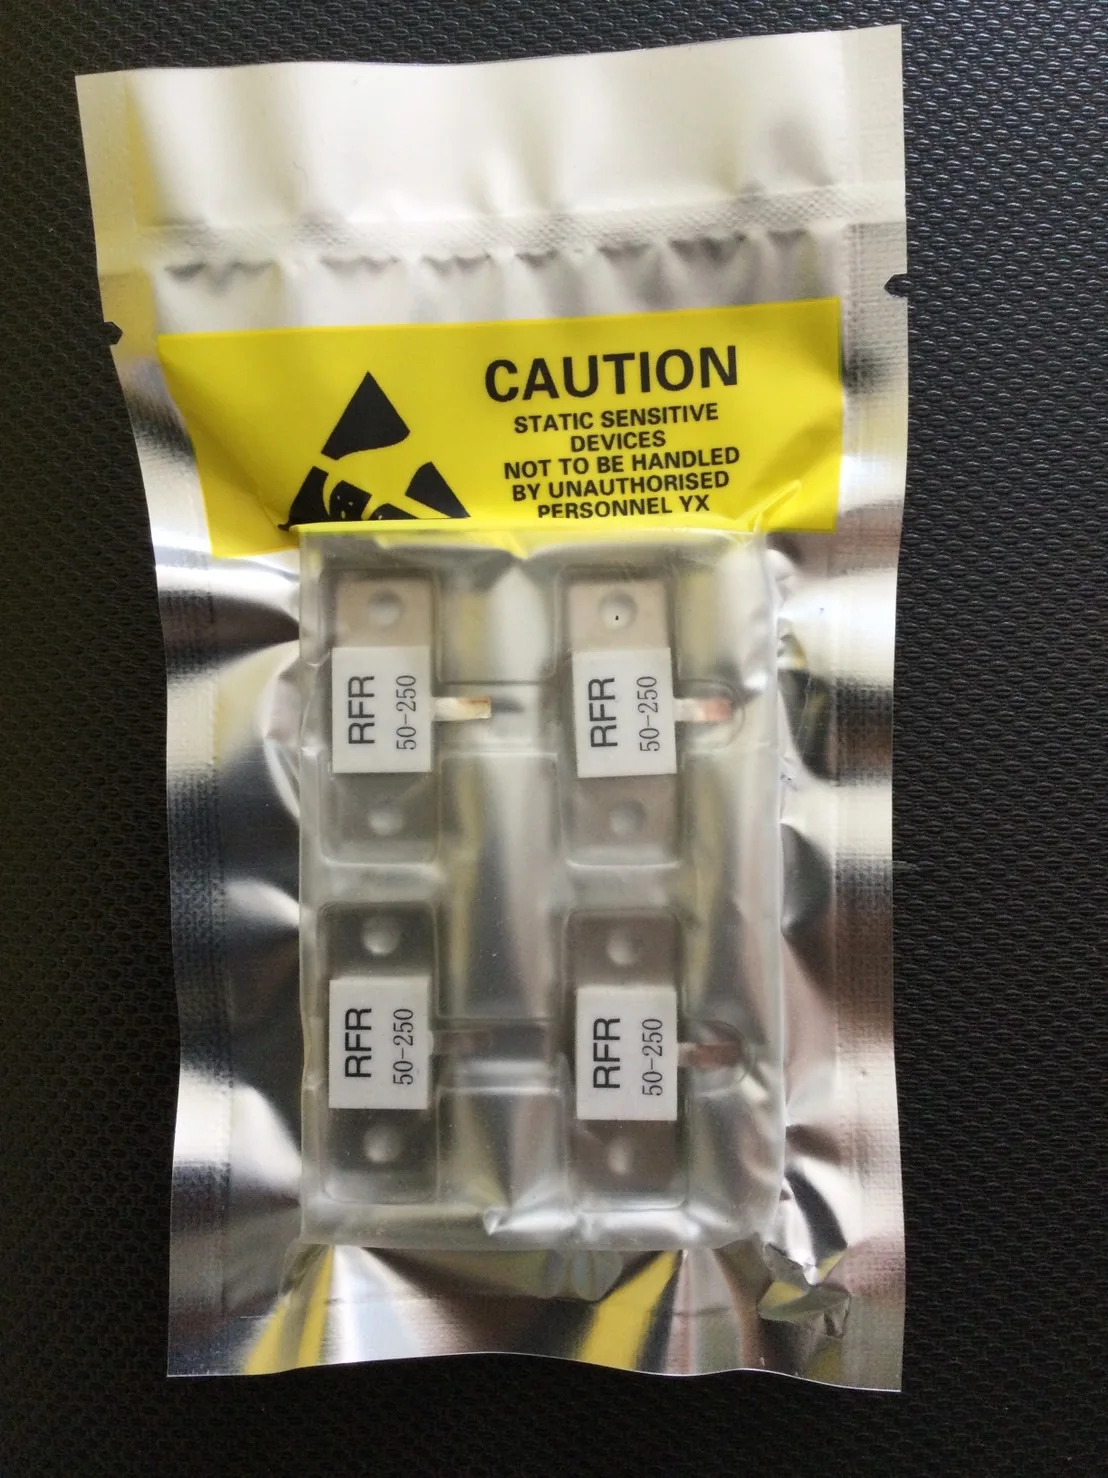 CAUTION
STATIC SENSITIVE
DEVICES
NOT TO BE HANDLED
BY UNAUTHORISED
PERSONNEL YX
RFR
50-250
RFR
50-250
RFR
50-250
RFR
50-250